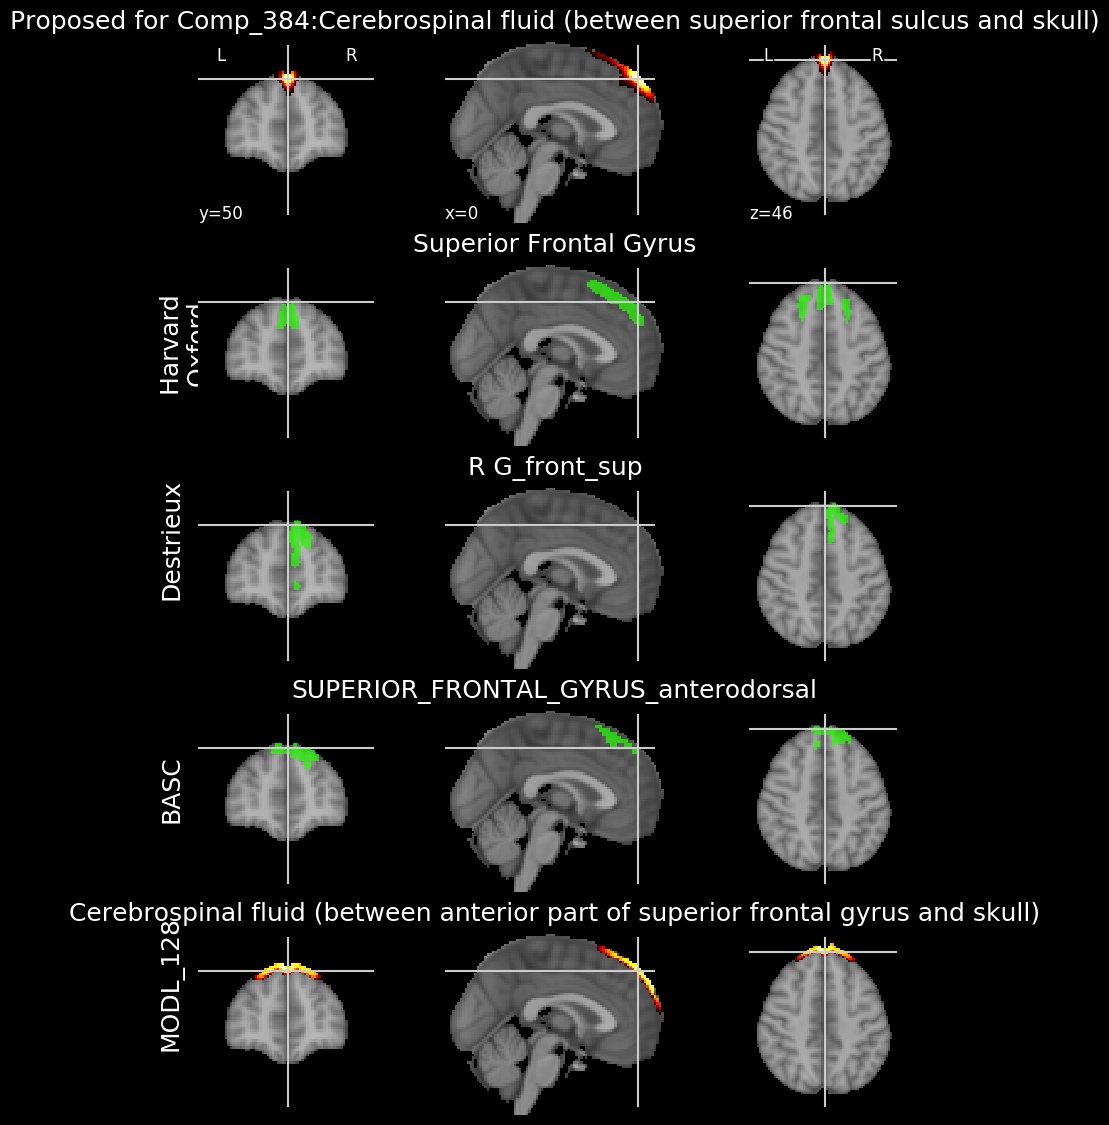 Proposed for Comp_384:Cerebrospinal fluid (between superior frontal sulcus and skull)
L R L R
y=50 x=0 z=46
Superior Frontal Gyrus
Harvard
Oxford
R G_front_sup
Destrieux
SUPERIOR_FRONTAL_GYRUS_anterodorsal
BASC
Cerebrospinal fluid (between anterior part of superior frontal gyrus and skull)
MODL_128